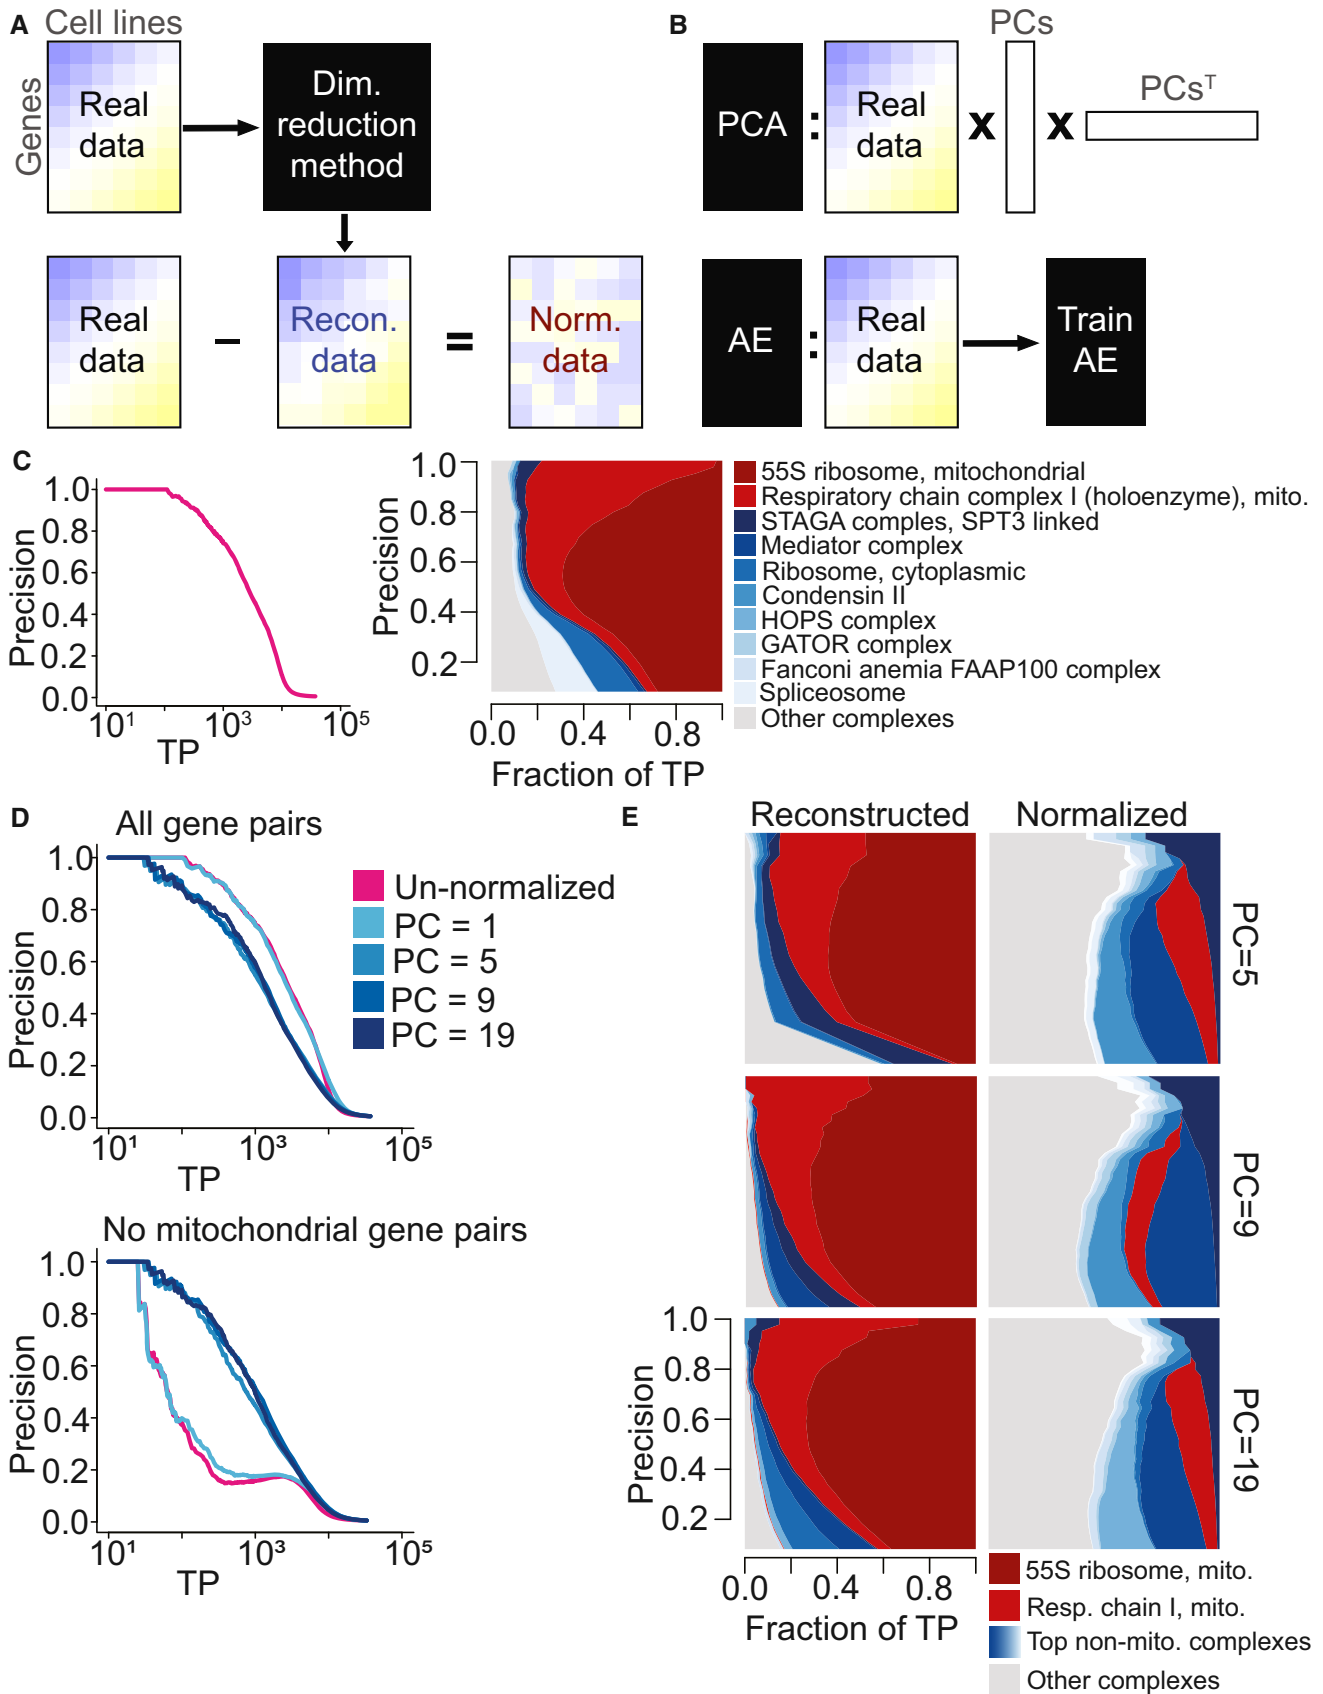 A
Cell lines
Genes
Real
data
Dim.
reduction
method
Real
data
−
Recon.
data
=
Norm.
data
B
PCs
PCA
:
Real
data
x
x
PCsᵀ
AE
:
Real
data
Train
AE
C
Precision
1.0
0.8
0.6
0.4
0.2
0.0
10¹
10³
10⁵
TP
Precision
1.0
0.8
0.6
0.4
0.2
0.0
0.4
0.8
Fraction of TP
55S ribosome, mitochondrial
Respiratory chain complex I (holoenzyme), mito.
STAGA comples, SPT3 linked
Mediator complex
Ribosome, cytoplasmic
Condensin II
HOPS complex
GATOR complex
Fanconi anemia FAAP100 complex
Spliceosome
Other complexes
D
All gene pairs
Precision
1.0
0.8
0.6
0.4
0.2
0.0
10¹
10³
10⁵
TP
Un-normalized
PC = 1
PC = 5
PC = 9
PC = 19
No mitochondrial gene pairs
Precision
1.0
0.8
0.6
0.4
0.2
0.0
10¹
10³
10⁵
TP
E
Reconstructed
Normalized
PC=5
PC=9
PC=19
Precision
1.0
0.8
0.6
0.4
0.2
0.0
0.4
0.8
Fraction of TP
55S ribosome, mito.
Resp. chain I, mito.
Top non-mito. complexes
Other complexes